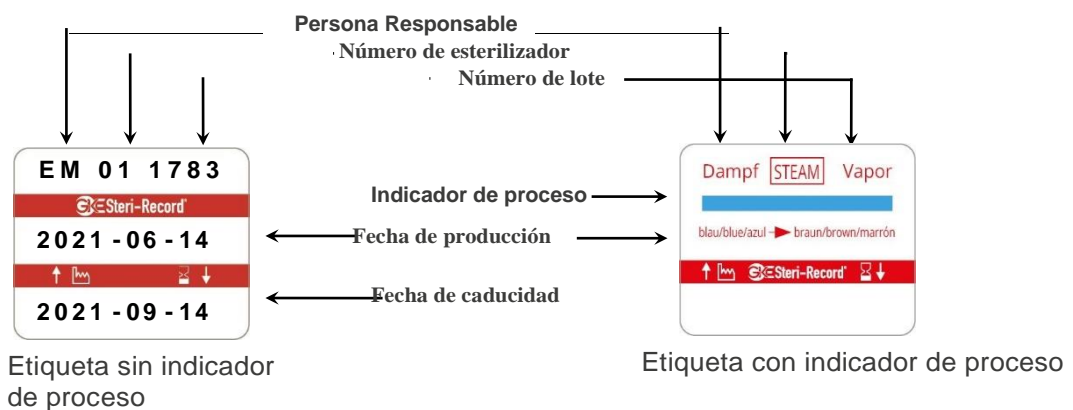 Persona Responsable
Número de esterilizador
Número de lote
EM 01 1783
GKE Steri-Record®
2021-06-14
2021-09-14
Etiqueta sin indicador
de proceso
Indicador de proceso
Fecha de producción
Fecha de caducidad
Dampf STEAM Vapor
blau/blue/azul braun/brown/marrón
GKE Steri-Record®
Etiqueta con indicador de proceso